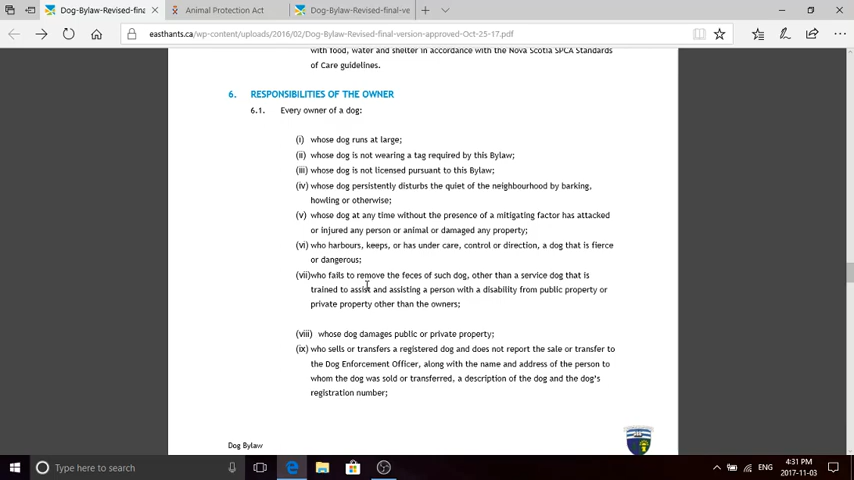 Dog-Bylaw-Revised-fina
Animal Protection Act
Dog-Bylaw-Revised-final-ve
easthants.ca/wp-content/uploads/2016/02/Dog-Bylaw-Revised-final-version-approved-Oct-25-17.pdf
with food, water and shelter in accordance with the Nova Scotia SPCA Standards
of Care guidelines.
6. RESPONSIBILITIES OF THE OWNER
6.1. Every owner of a dog:
(i) whose dog runs at large;
(ii) whose dog is not wearing a tag required by this Bylaw;
(iii) whose dog is not licensed pursuant to this Bylaw;
(iv) whose dog persistently disturbs the quiet of the neighbourhood by barking,
howling or otherwise;
(v) whose dog at any time without the presence of a mitigating factor has attacked
or injured any person or animal or damaged any property;
(vi) who harbours, keeps, or has under care, control or direction, a dog that is fierce
or dangerous;
(vii)who fails to remove the feces of such dog, other than a service dog that is
trained to assist and assisting a person with a disability from public property or
private property other than the owners;
(viii) whose dog damages public or private property;
(ix) who sells or transfers a registered dog and does not report the sale or transfer to
the Dog Enforcement Officer, along with the name and address of the person to
whom the dog was sold or transferred, a description of the dog and the dog's
registration number;
Dog Bylaw
Type here to search
ENG
4:31 PM
2017-11-03